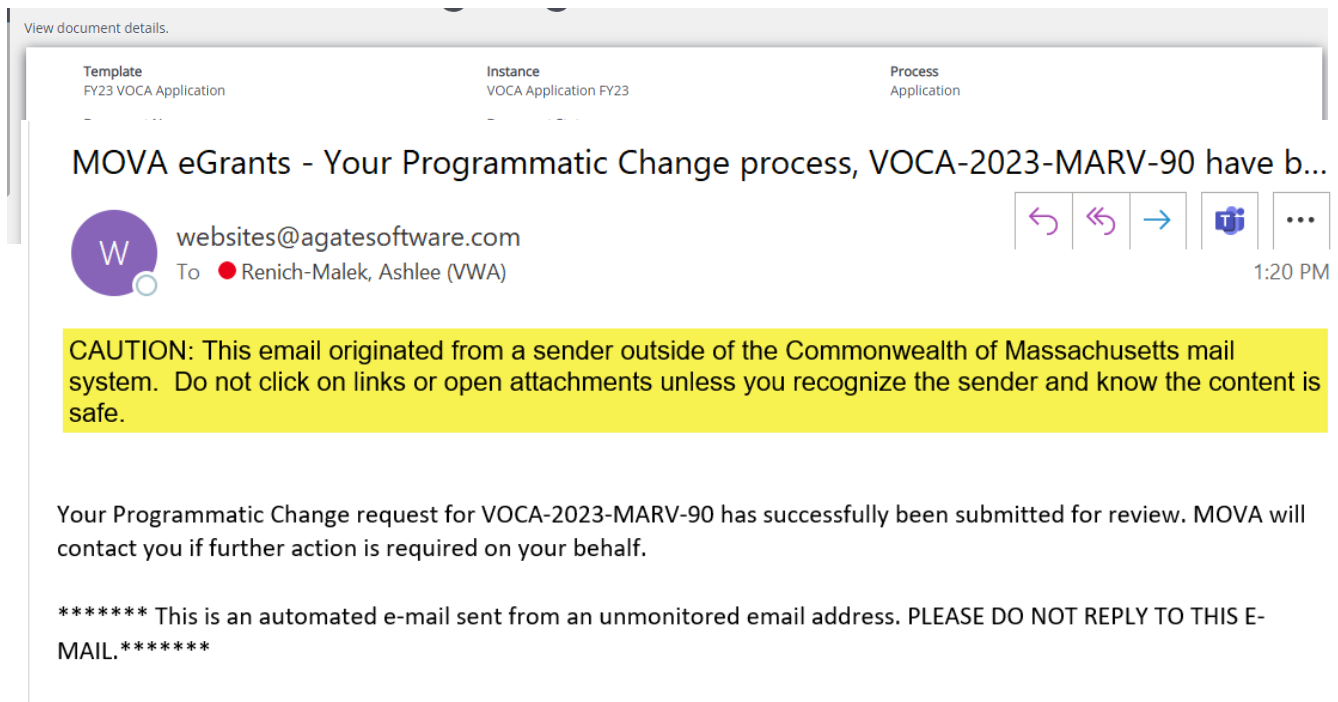 View document details.
Template Instance Process
FY23 VOCA Application VOCA Application FY23 Application
MOVA eGrants - Your Programmatic Change process, VOCA-2023-MARV-90 have b...
W
websites@agatesoftware.com
To Renich-Malek, Ashlee (VWA)
1:20 PM
CAUTION: This email originated from a sender outside of the Commonwealth of Massachusetts mail
system. Do not click on links or open attachments unless you recognize the sender and know the content is
safe.
Your Programmatic Change request for VOCA-2023-MARV-90 has successfully been submitted for review. MOVA will
contact you if further action is required on your behalf.
******* This is an automated e-mail sent from an unmonitored email address. PLEASE DO NOT REPLY TO THIS E-
MAIL.*******